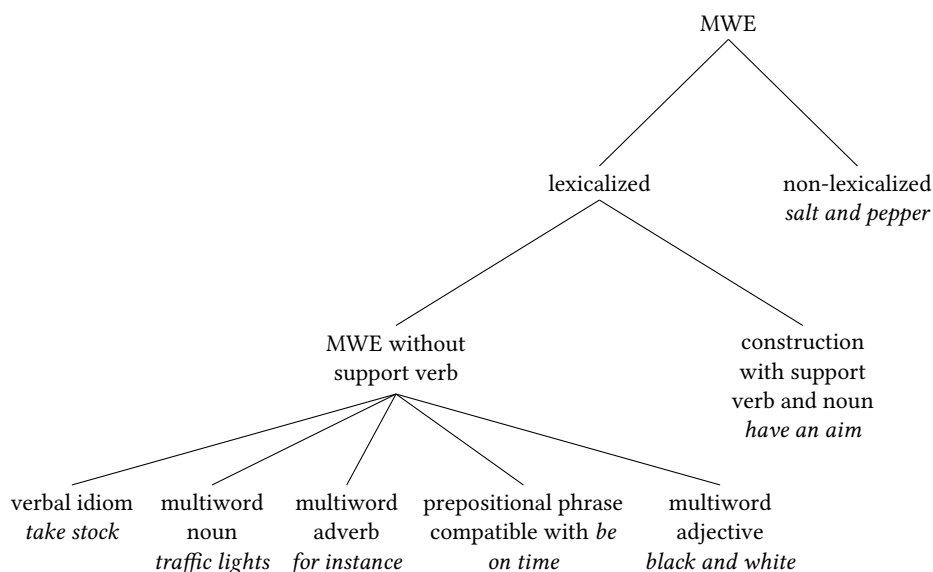 MWE
lexicalized
non-lexicalized
salt and pepper
MWE without
support verb
construction
with support
verb and noun
have an aim
verbal idiom
take stock
multiword
noun
traffic lights
multiword
adverb
for instance
prepositional phrase
compatible with be
on time
multiword
adjective
black and white